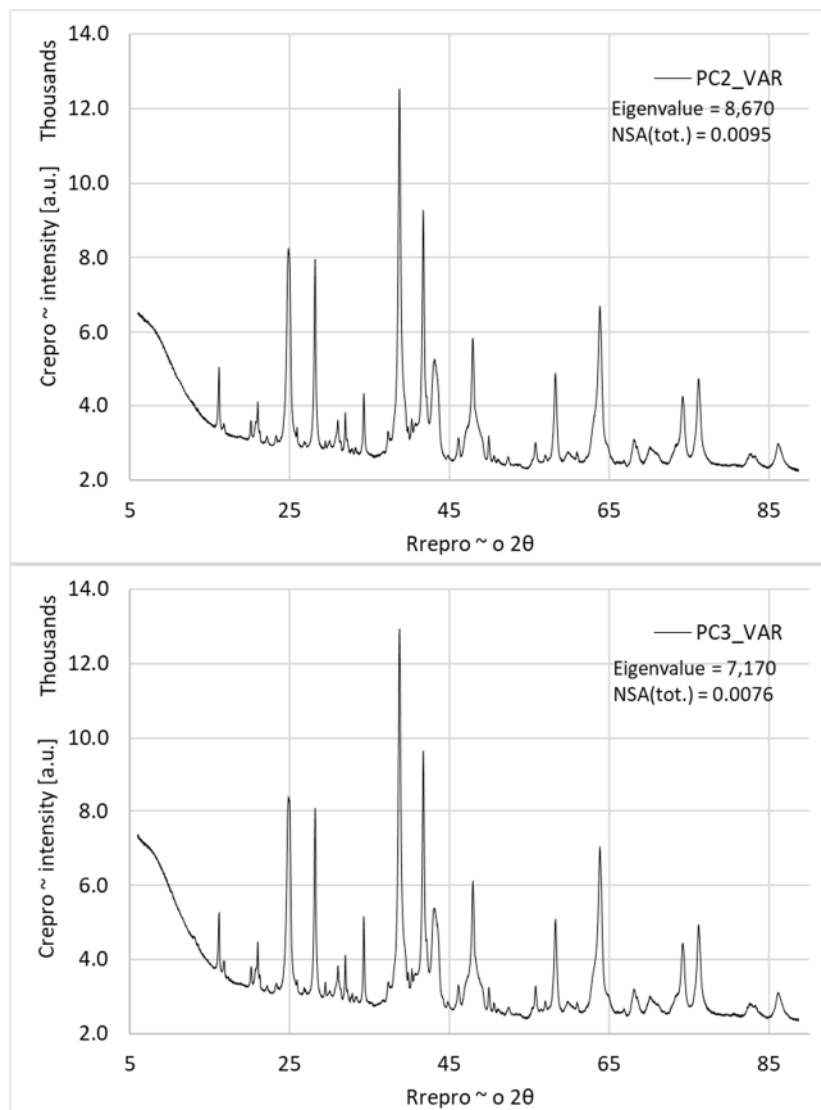 14.0
Thousands
PC2_VAR
12.0
Eigenvalue = 8,670
NSA(tot.) = 0.0095
10.0
Crepro ~ intensity [a.u.]
8.0
6.0
4.0
2.0
5 25 45 65 85
Rrepro ~ o 2θ
14.0
Thousands
PC3_VAR
12.0
Eigenvalue = 7,170
NSA(tot.) = 0.0076
10.0
Crepro ~ intensity [a.u.]
8.0
6.0
4.0
2.0
5 25 45 65 85
Rrepro ~ o 2θ